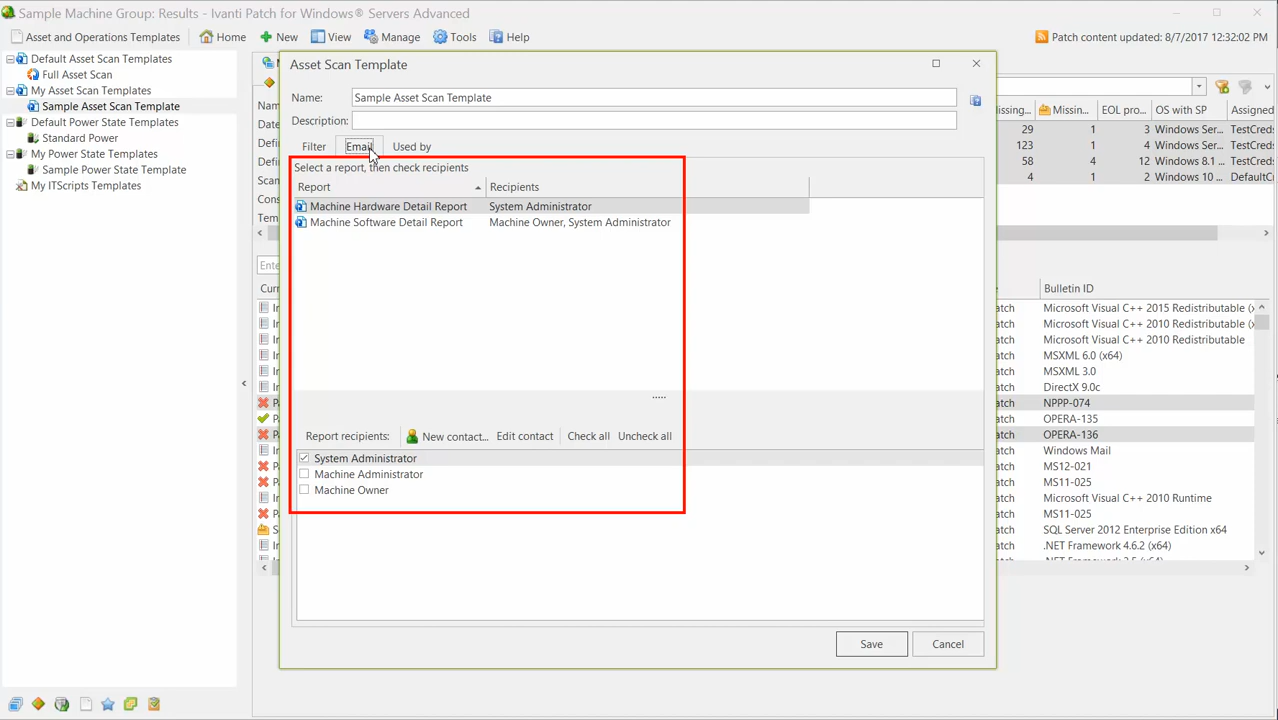 Sample Machine Group: Results - Ivanti Patch for Windows® Servers Advanced
Asset and Operations Templates Home New View Manage Tools Help Patch content updated: 8/7/2017 12:32:02 PM
Default Asset Scan Templates
Full Asset Scan
My Asset Scan Templates
Sample Asset Scan Template
Default Power State Templates
Standard Power
My Power State Templates
Sample Power State Template
My ITScripts Templates
Asset Scan Template
Name: Sample Asset Scan Template
Description:
Filter Email Used by
Select a report, then check recipients
Report Recipients
Machine Hardware Detail Report System Administrator
Machine Software Detail Report Machine Owner, System Administrator
Report recipients: New contact... Edit contact Check all Uncheck all
System Administrator
Machine Administrator
Machine Owner
Save Cancel
Missin... EOL pro... OS with SP Assigned
29 1 3 Windows Ser... TestCreds
123 1 4 Windows Ser... TestCreds
58 4 12 Windows 8.1 ... TestCreds
4 1 2 Windows 10 ...
Bulletin ID
Microsoft Visual C++ 2015 Redistributable
Microsoft Visual C++ 2010 Redistributable
Microsoft Visual C++ 2010 Redistributable
MSXML 6.0 (x64)
MSXML 3.0
DirectX 9.0c
NPPP-074
OPERA-135
OPERA-136
Windows Mail
MS12-021
MS11-025
Microsoft Visual C++ 2010 Runtime
MS11-025
SQL Server 2012 Enterprise Edition x64
.NET Framework 4.6.2 (x64)